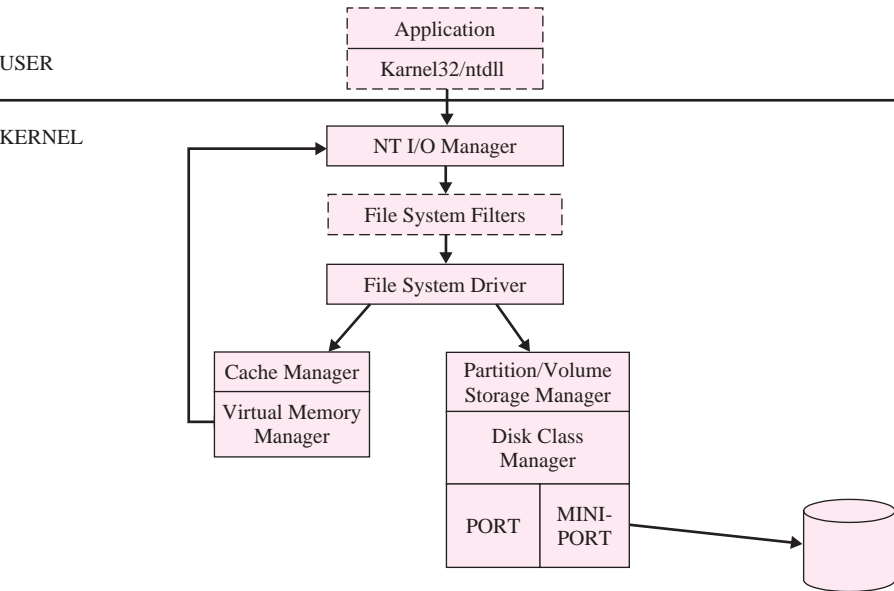 Application
Karnel32/ntdll
USER
KERNEL
NT I/O Manager
File System Filters
File System Driver
Cache Manager
Virtual Memory
Manager
Partition/Volume
Storage Manager
Disk Class
Manager
PORT
MINI-
PORT